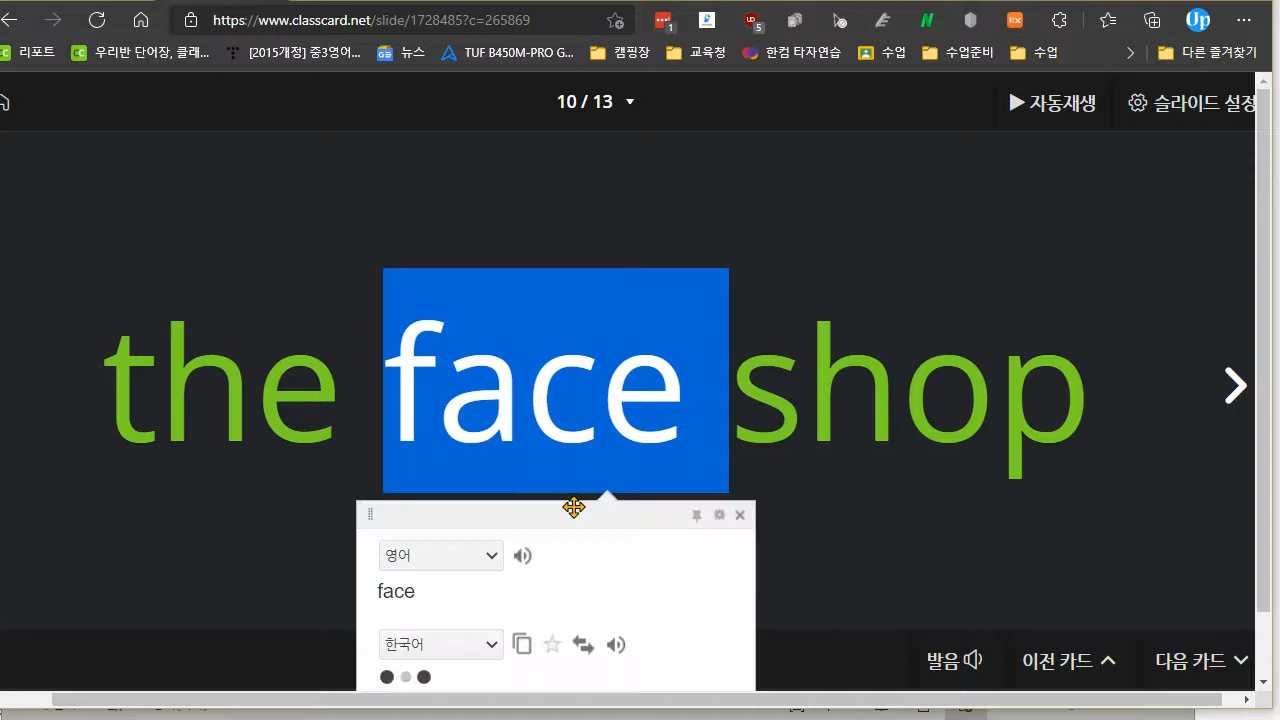 https://www.classcard.net/slide/1728485?c=265869
리포트
우리반 단어장, 클래...
[2015개정] 중3영어...
뉴스
TUF B450M-PRO G...
캠핑장
교육청
한컴 타자연습
수업
수업준비
수업
다른 즐겨찾기
10 / 13
자동재생
슬라이드 설정
the face shop
영어
face
한국어
발음
이전 카드
다음 카드